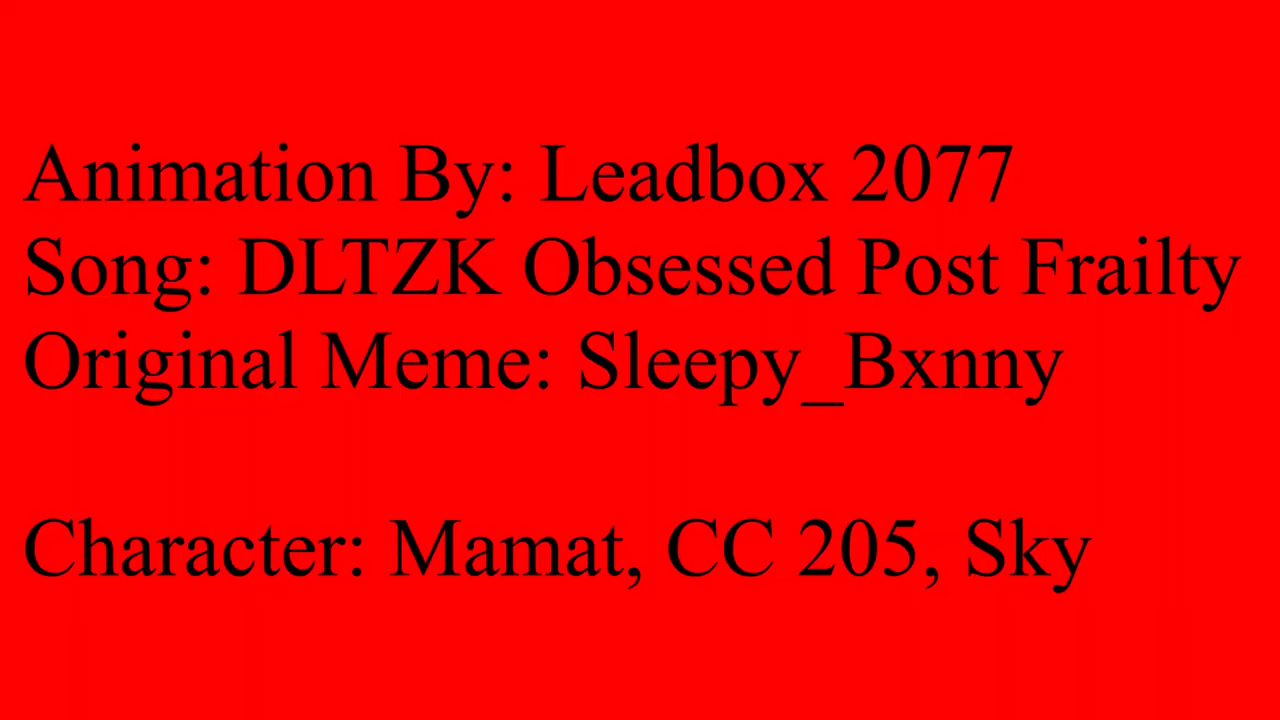 Animation By: Leadbox 2077
Song: DLTZK Obsessed Post Frailty
Original Meme: Sleepy_Bxnny
Character: Mamat, CC 205, Sky